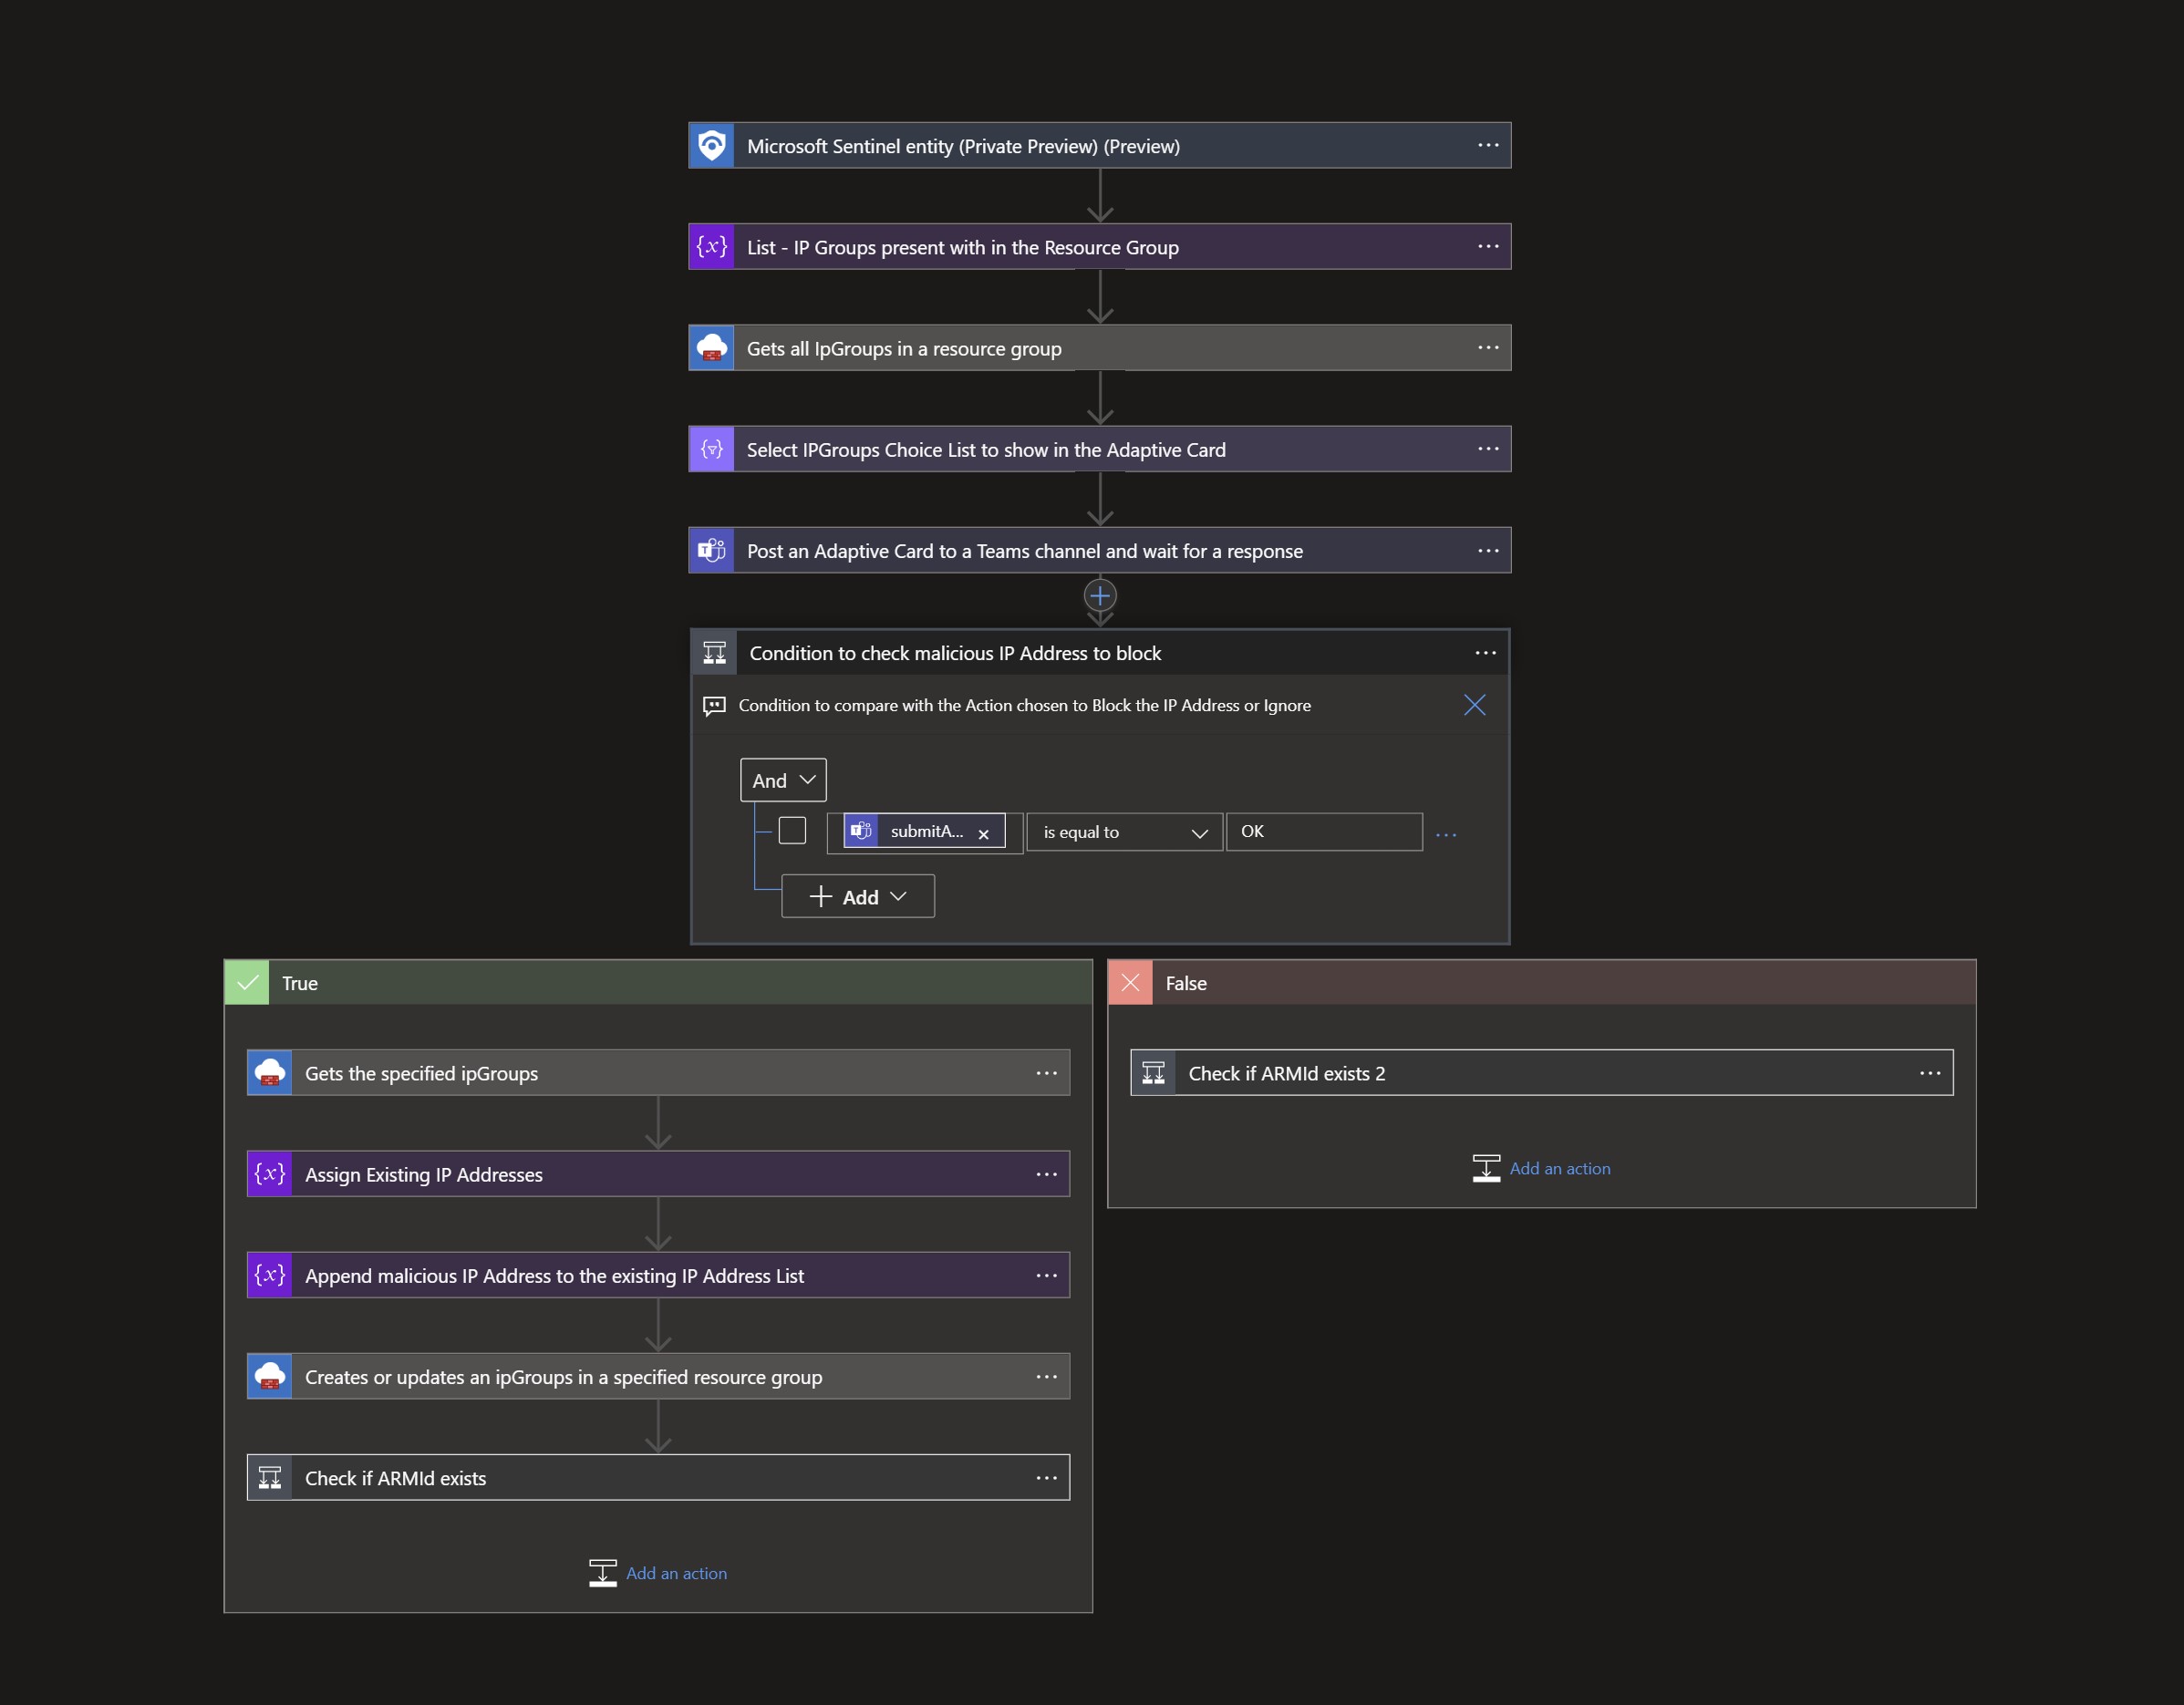 Microsoft Sentinel entity (Private Preview) (Preview)
{x} List - IP Groups present with in the Resource Group
Gets all IpGroups in a resource group
Select IPGroups Choice List to show in the Adaptive Card
Post an Adaptive Card to a Teams channel and wait for a response
Condition to check malicious IP Address to block
Condition to compare with the Action chosen to Block the IP Address or Ignore
And
submitA... is equal to OK
Add
True
Gets the specified ipGroups
{x} Assign Existing IP Addresses
{x} Append malicious IP Address to the existing IP Address List
Creates or updates an ipGroups in a specified resource group
Check if ARMId exists
Add an action
False
Check if ARMId exists 2
Add an action